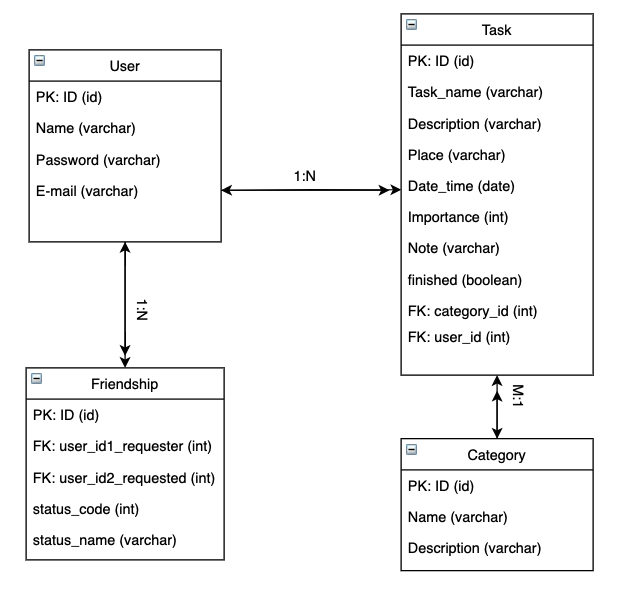 User
PK: ID (id)
Name (varchar)
Password (varchar)
E-mail (varchar)
1:N
Task
PK: ID (id)
Task_name (varchar)
Description (varchar)
Place (varchar)
Date_time (date)
Importance (int)
Note (varchar)
finished (boolean)
FK: category_id (int)
FK: user_id (int)
1:N
M:1
Friendship
PK: ID (id)
FK: user_id1_requester (int)
FK: user_id2_requested (int)
status_code (int)
status_name (varchar)
Category
PK: ID (id)
Name (varchar)
Description (varchar)